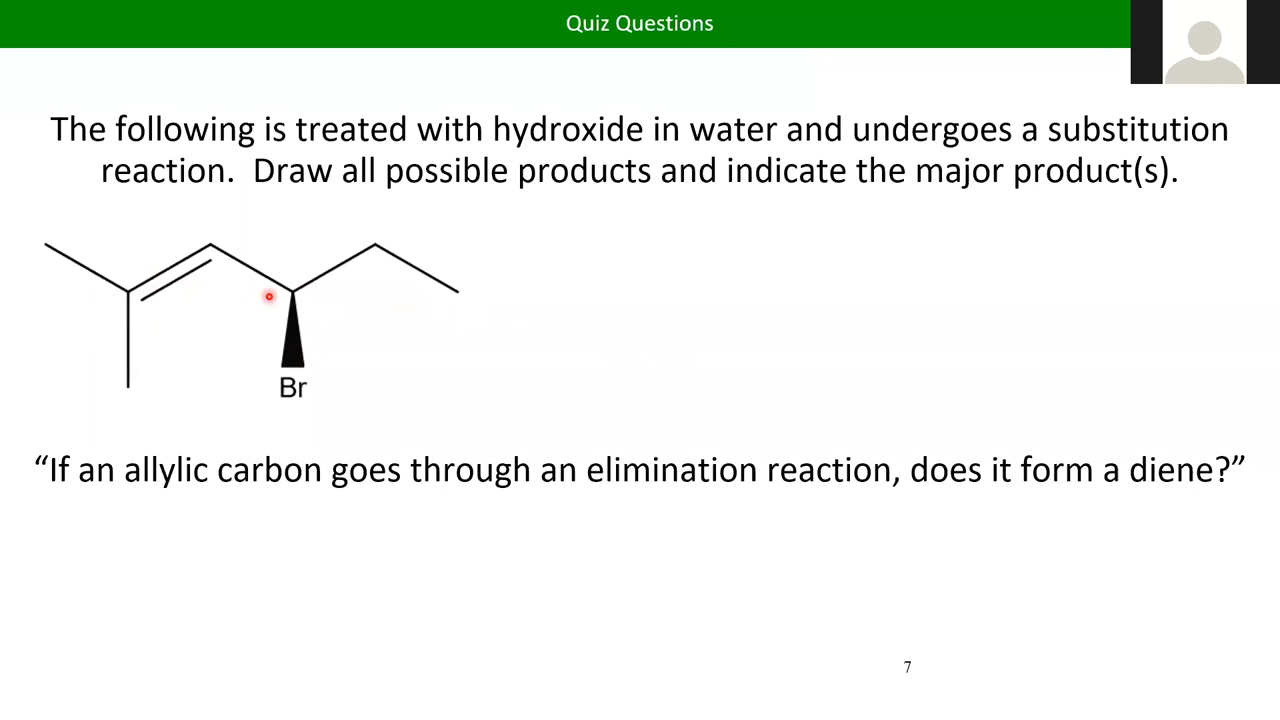 Quiz Questions
The following is treated with hydroxide in water and undergoes a substitution
reaction.  Draw all possible products and indicate the major product(s).
Br
“If an allylic carbon goes through an elimination reaction, does it form a diene?”
7